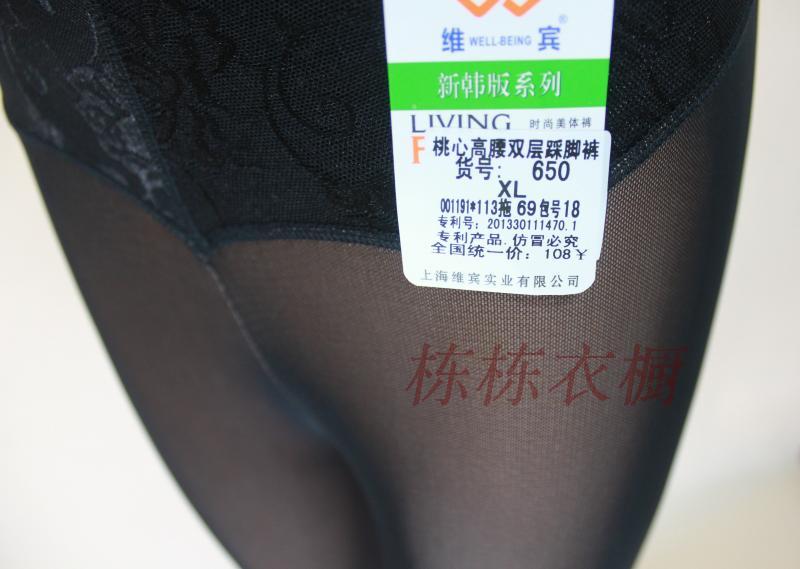 维 WELL-BEING 宾®
新韩版系列
LIVING 时尚美体裤
F
桃心高腰双层踩脚裤
货号: 650
XL
001191*113拖 69包号18
专利号: 201330111470.1
专利产品.仿冒必究
全国统一价: 108¥
上海维宾实业有限公司
栋栋衣橱